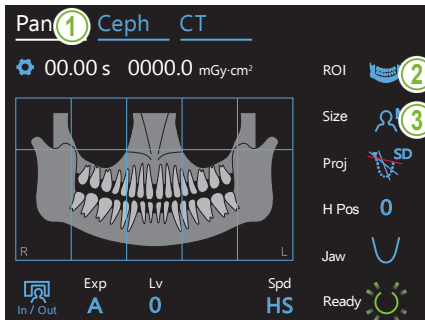 Pan 1 Ceph CT
00.00 s 0000.0 mGy·cm²
ROI 2
Size 3
Proj SD
H Pos 0
R L Jaw
Exp Lv Spd
In / Out A 0 HS Ready